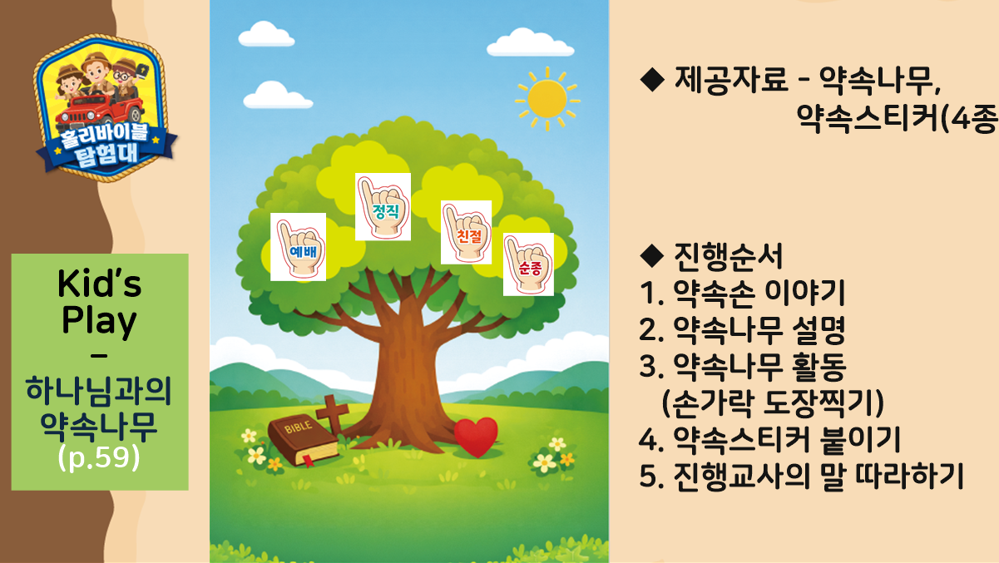 홀리바이블
탐험대
Kid's
Play
–
하나님과의
약속나무
(p.59)
예배
정직
친절
순종
BIBLE
◆ 제공자료 - 약속나무,
약속스티커(4종
◆ 진행순서
1. 약속손 이야기
2. 약속나무 설명
3. 약속나무 활동
(손가락 도장찍기)
4. 약속스티커 붙이기
5. 진행교사의 말 따라하기